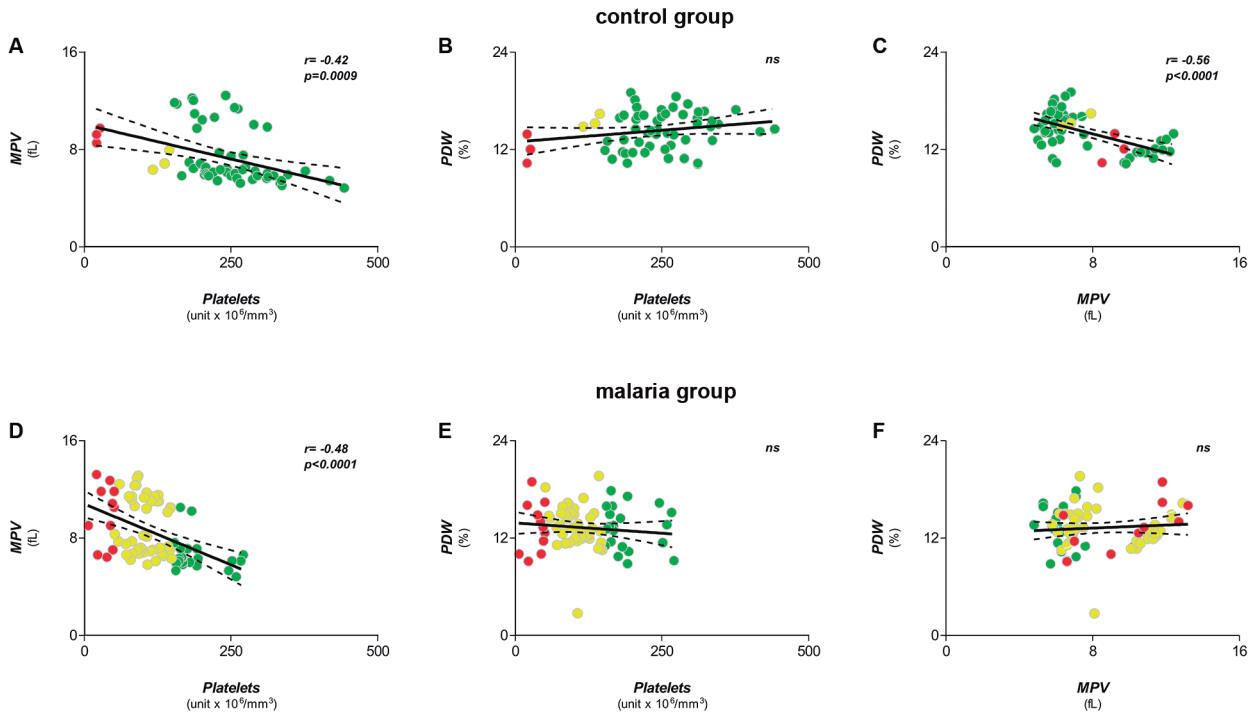 control group
A
16
8
0
MPV
(fL)
r= -0.42
p=0.0009
0 250 500
Platelets
(unit x 10⁶/mm³)
B
24
12
0
PDW
(%)
ns
0 250 500
Platelets
(unit x 10⁶/mm³)
C
24
12
0
PDW
(%)
r= -0.56
p<0.0001
0 8 16
MPV
(fL)
malaria group
D
16
8
0
MPV
(fL)
r= -0.48
p<0.0001
0 250 500
Platelets
(unit x 10⁶/mm³)
E
24
12
0
PDW
(%)
ns
0 250 500
Platelets
(unit x 10⁶/mm³)
F
24
12
0
PDW
(%)
ns
0 8 16
MPV
(fL)